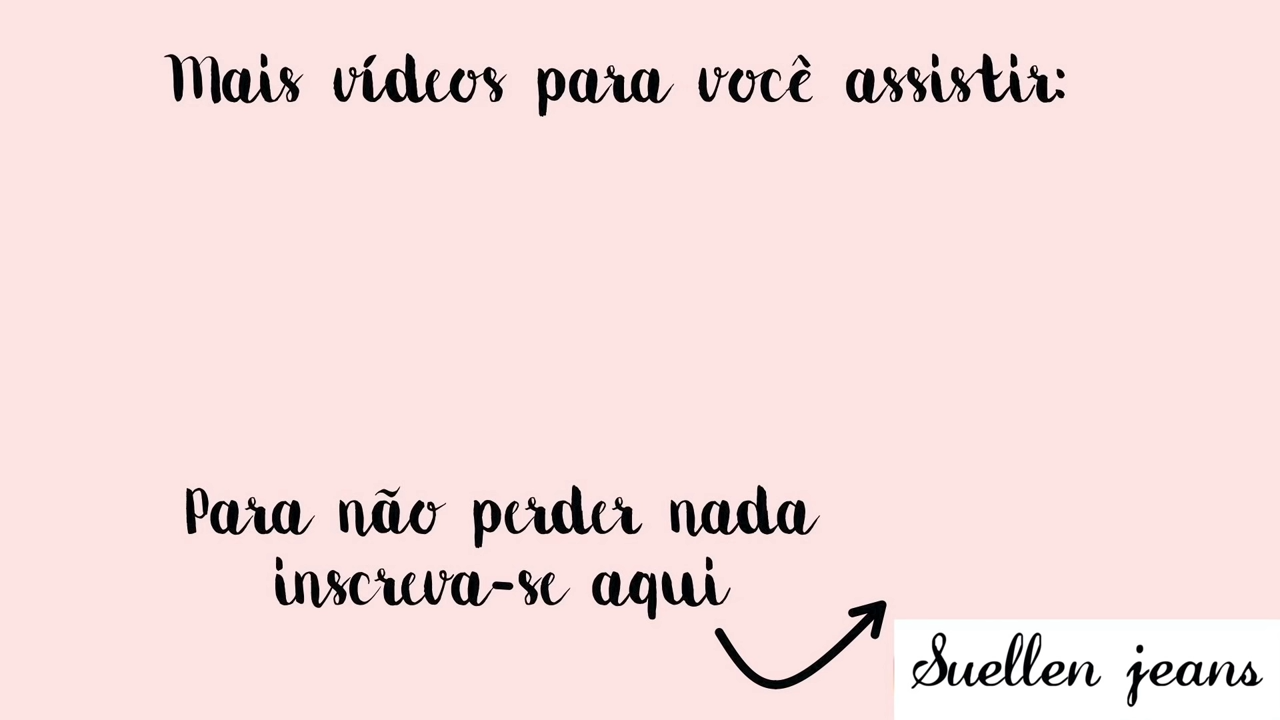 Mais vídeos para você assistir:
Para não perder nada
inscreva-se aqui
Suellen jeans